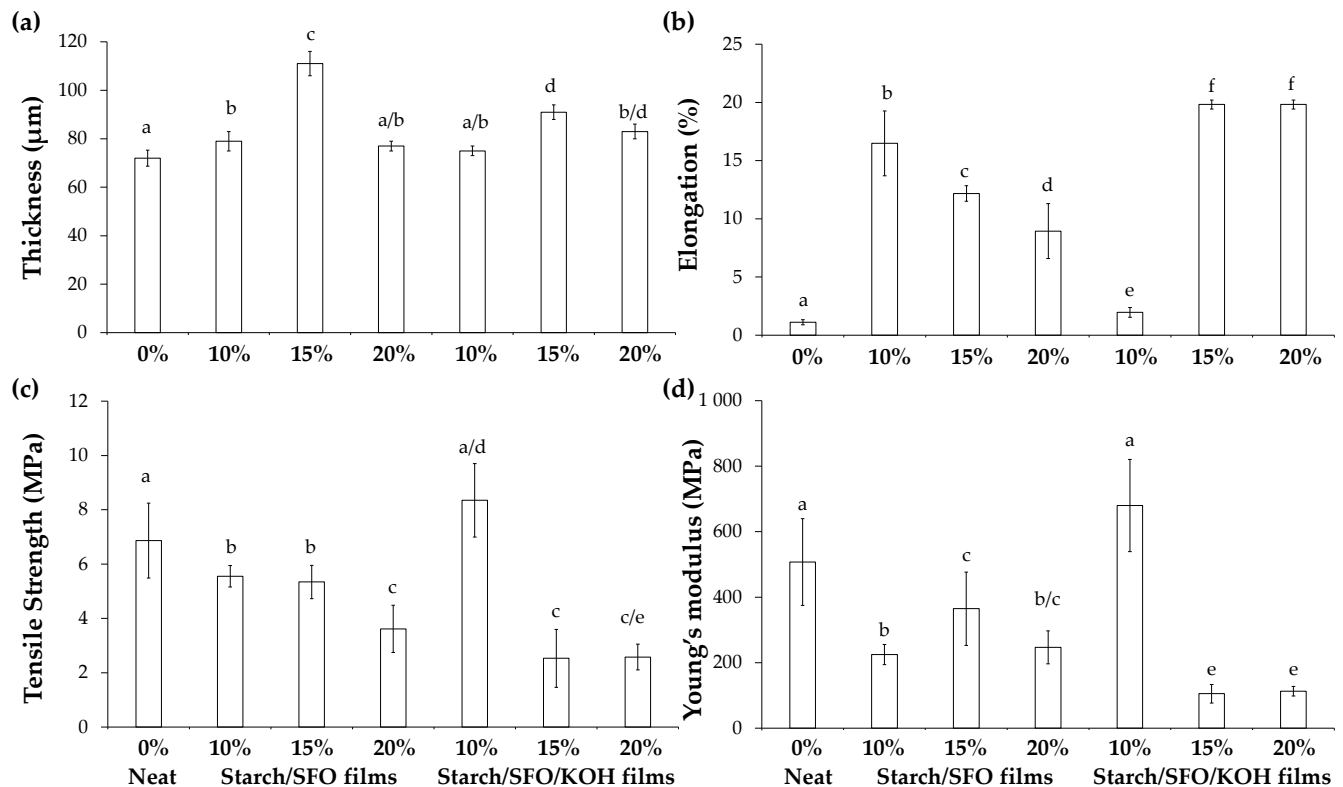 (a)
Thickness (µm)
120
100
80
60
40
20
0
a
b
c
a/b
a/b
d
b/d
0% 10% 15% 20% 10% 15% 20%
(b)
Elongation (%)
25
20
15
10
5
0
a
b
c
d
e
f
f
0% 10% 15% 20% 10% 15% 20%
(c)
Tensile Strength (MPa)
12
10
8
6
4
2
0
a
b
b
c
a/d
c
c/e
0% 10% 15% 20% 10% 15% 20%
Neat Starch/SFO films Starch/SFO/KOH films
(d)
Young's modulus (MPa)
1 000
800
600
400
200
0
a
b
c
b/c
a
e
e
0% 10% 15% 20% 10% 15% 20%
Neat Starch/SFO films Starch/SFO/KOH films